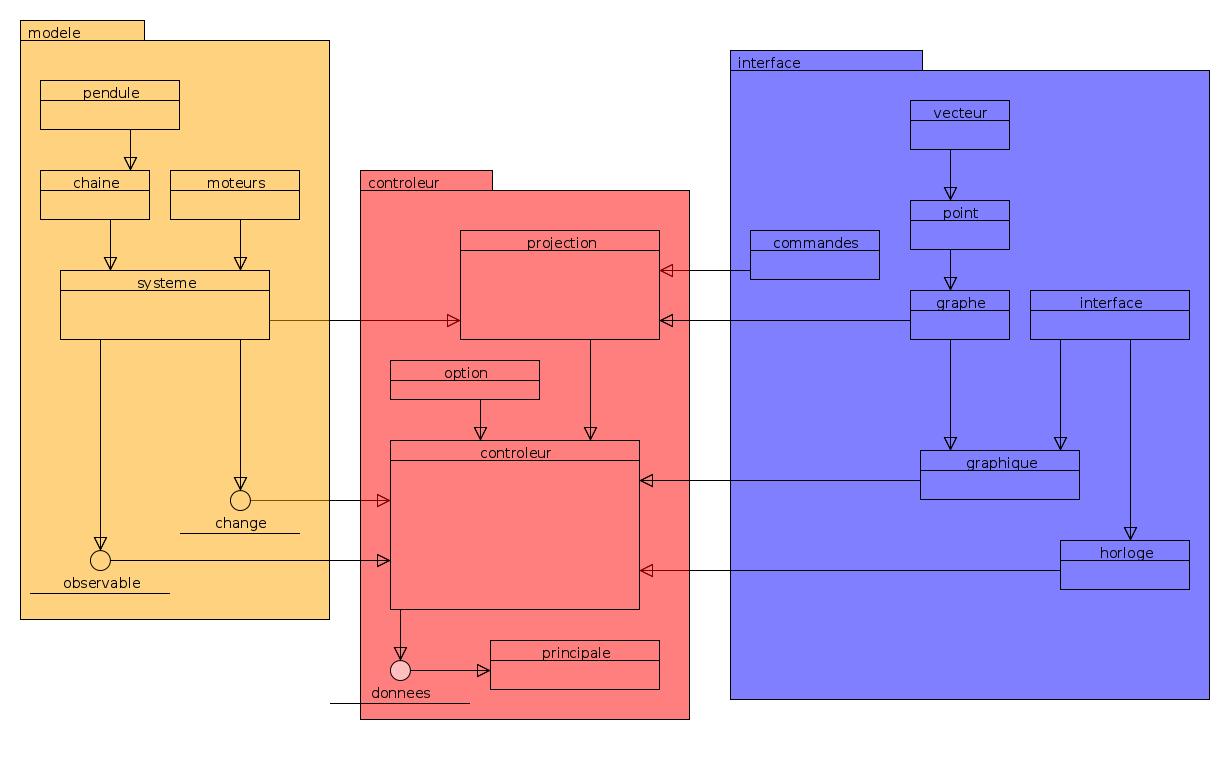 modele
pendule
chaine
moteurs
systeme
change
observable
controleur
projection
option
controleur
principale
donnees
interface
vecteur
point
commandes
graphe
interface
graphique
horloge